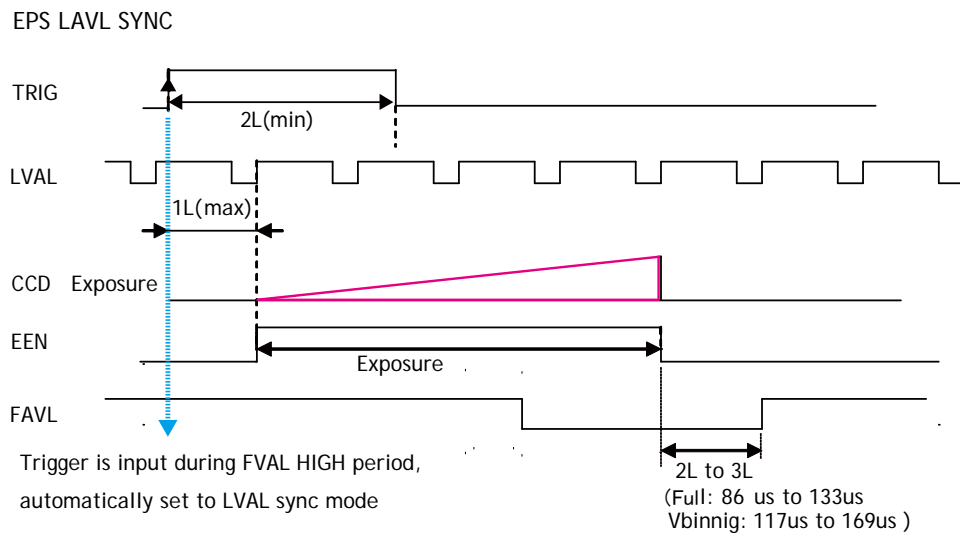 EPS LAVL SYNC
TRIG
2L(min)
LVAL
1L(max)
CCD Exposure
EEN
Exposure
FAVL
Trigger is input during FVAL HIGH period,
automatically set to LVAL sync mode
2L to 3L
(Full: 86 us to 133us
Vbinnig: 117us to 169us )